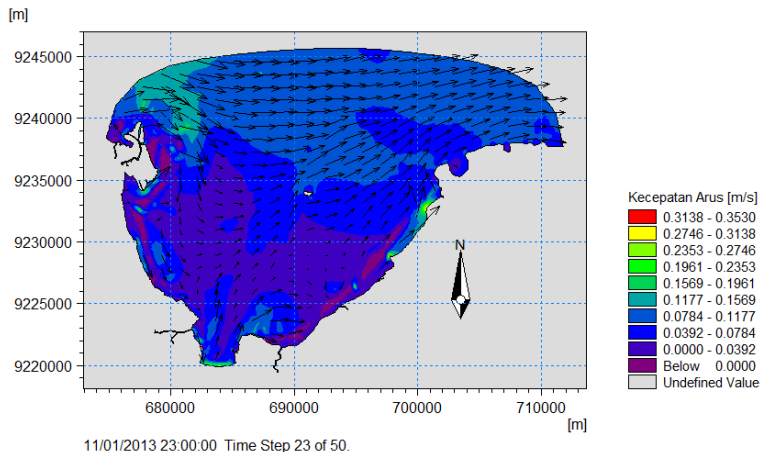 [m]
9245000
9240000
9235000
9230000
9225000
9220000
680000 690000 700000 710000
[m]
11/01/2013 23:00:00 Time Step 23 of 50.
N
Kecepatan Arus [m/s]
0.3138 - 0.3530
0.2746 - 0.3138
0.2353 - 0.2746
0.1961 - 0.2353
0.1569 - 0.1961
0.1177 - 0.1569
0.0784 - 0.1177
0.0392 - 0.0784
0.0000 - 0.0392
Below 0.0000
Undefined Value